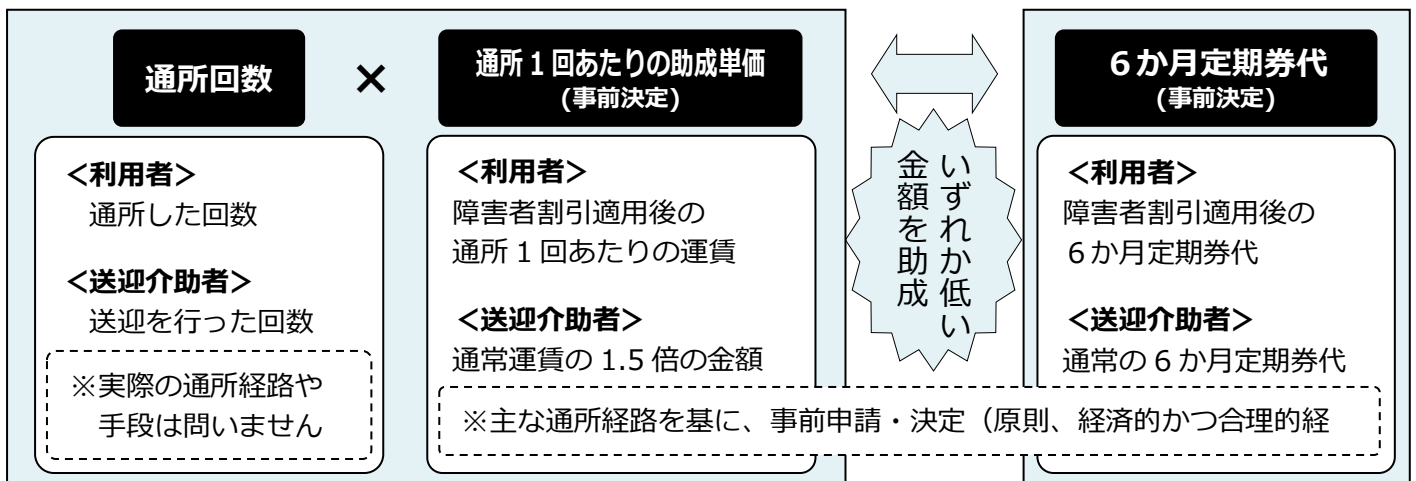 通所回数
×
通所１回あたりの助成単価
(事前決定)
６か月定期券代
(事前決定)
＜利用者＞
通所した回数
＜送迎介助者＞
送迎を行った回数
※実際の通所経路や
手段は問いません
＜利用者＞
障害者割引適用後の
通所１回あたりの運賃
＜送迎介助者＞
通常運賃の 1.5 倍の金額
いずれか低い
金額を助成
＜利用者＞
障害者割引適用後の
６か月定期券代
＜送迎介助者＞
通常の６か月定期券代
※主な通所経路を基に、事前申請・決定（原則、経済的かつ合理的経